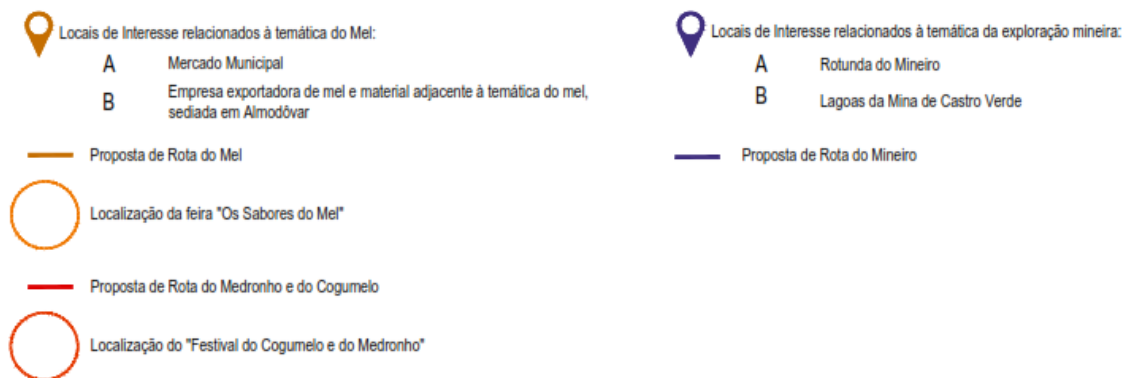 Locais de Interesse relacionados à temática do Mel:
A Mercado Municipal
B Empresa exportadora de mel e material adjacente à temática do mel,
sediada em Almodôvar
Proposta de Rota do Mel
Localização da feira "Os Sabores do Mel"
Proposta de Rota do Medronho e do Cogumelo
Localização do "Festival do Cogumelo e do Medronho"
Locais de Interesse relacionados à temática da exploração mineira:
A Rotunda do Mineiro
B Lagoas da Mina de Castro Verde
Proposta de Rota do Mineiro